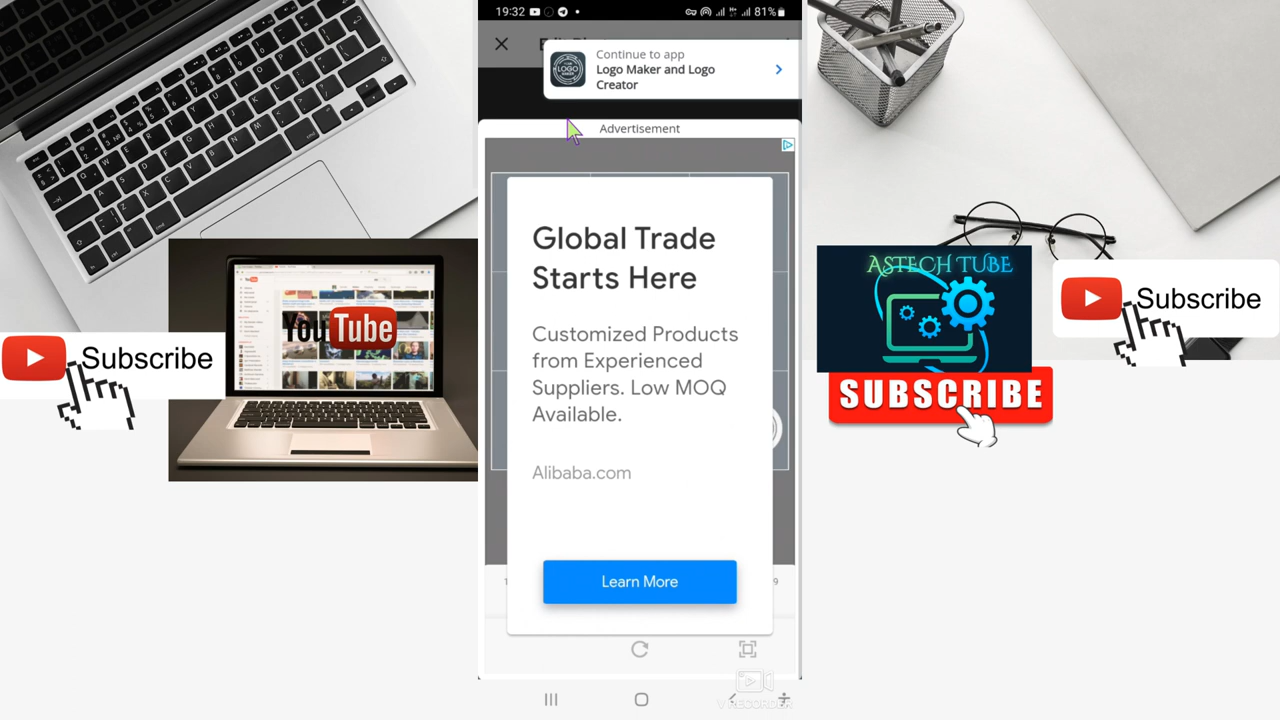 19:32
81%
Continue to app
Logo Maker and Logo
Creator
Advertisement
Global Trade
Starts Here
Customized Products
from Experienced
Suppliers. Low MOQ
Available.
Alibaba.com
Learn More
V RECORDER
Subscribe
YouTube
ASTECH TUBE
SUBSCRIBE
Subscribe